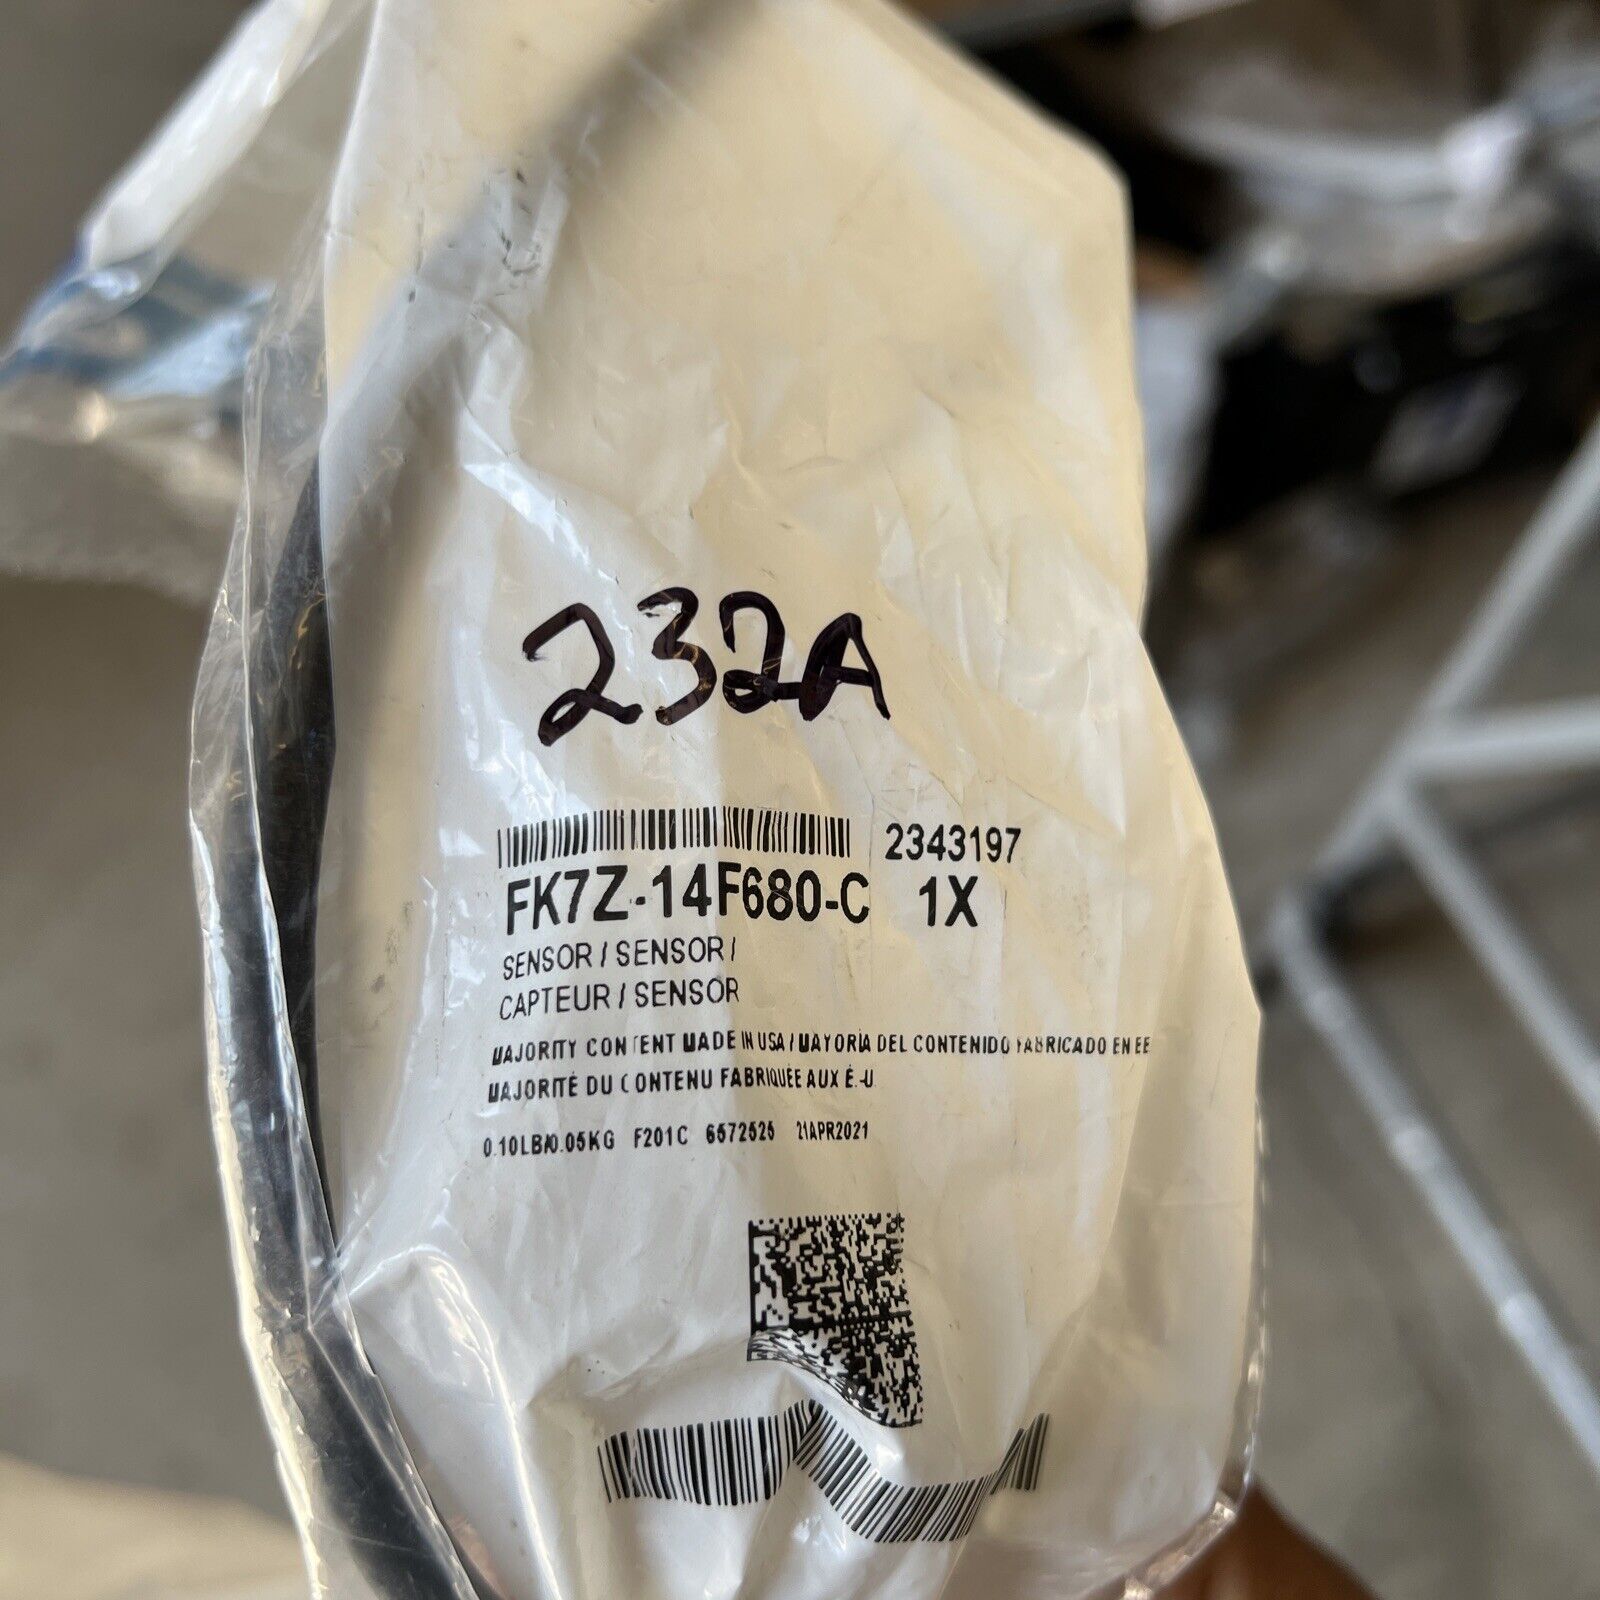 232A
2343197
FK7Z-14F680-C 1X
SENSOR / SENSOR /
CAPTEUR / SENSOR
MAJORITY CONTENT MADE IN USA / MAYORÍA DEL CONTENIDO FABRICADO EN EE
MAJORITÉ DU CONTENU FABRIQUÉE AUX É.-U
0.10LB/0.05KG F201C 6572525 21APR2021